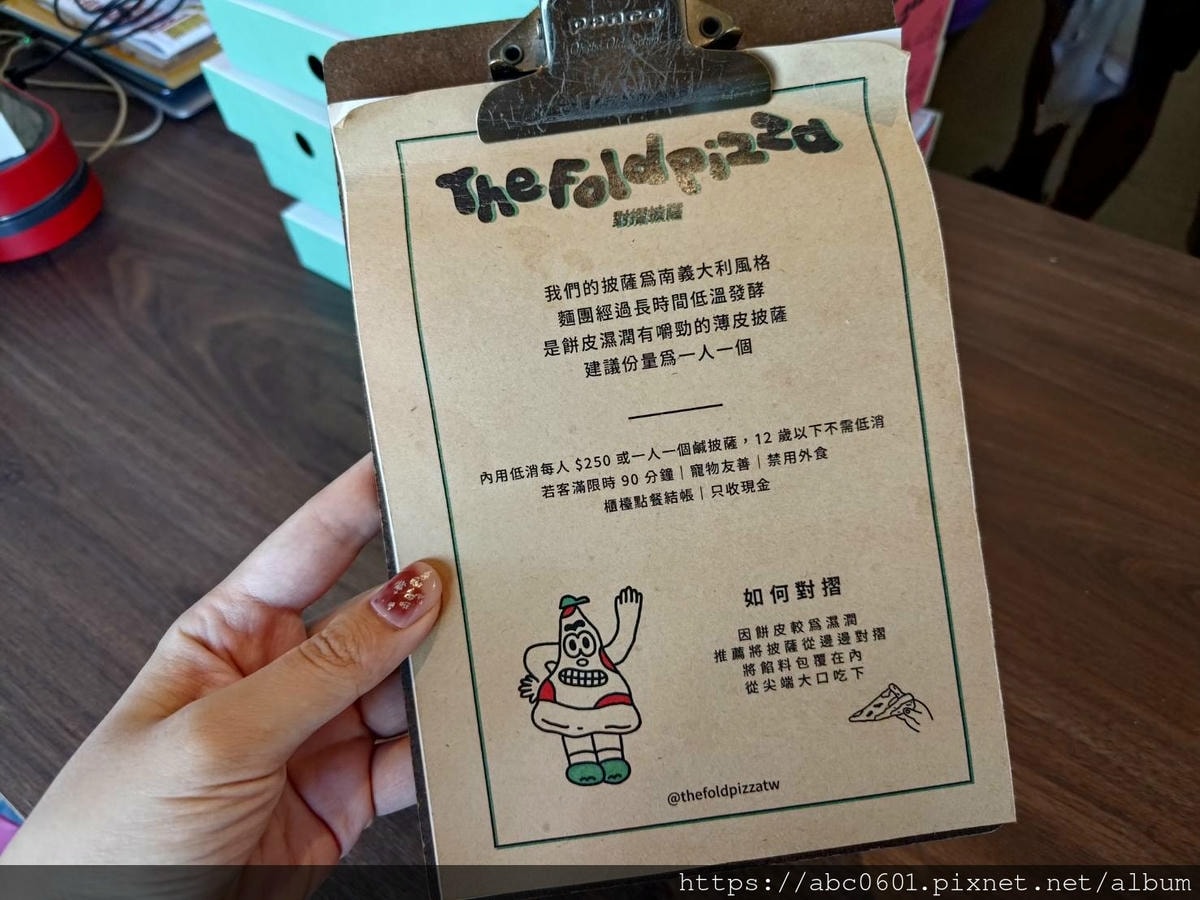 penco
The Fold pizza
對摺披薩
我們的披薩爲南義大利風格
麵團經過長時間低溫發酵
是餅皮濕潤有嚼勁的薄皮披薩
建議份量爲一人一個
內用低消每人 $250 或一人一個鹹披薩，12 歲以下不需低消
若客滿限時 90 分鐘｜寵物友善｜禁用外食
櫃檯點餐結帳｜只收現金
如何對摺
因餅皮較爲濕潤
推薦將披薩從邊邊對摺
將餡料包覆在內
從尖端大口吃下
@thefoldpizzatw
https://abc0601.pixnet.net/album